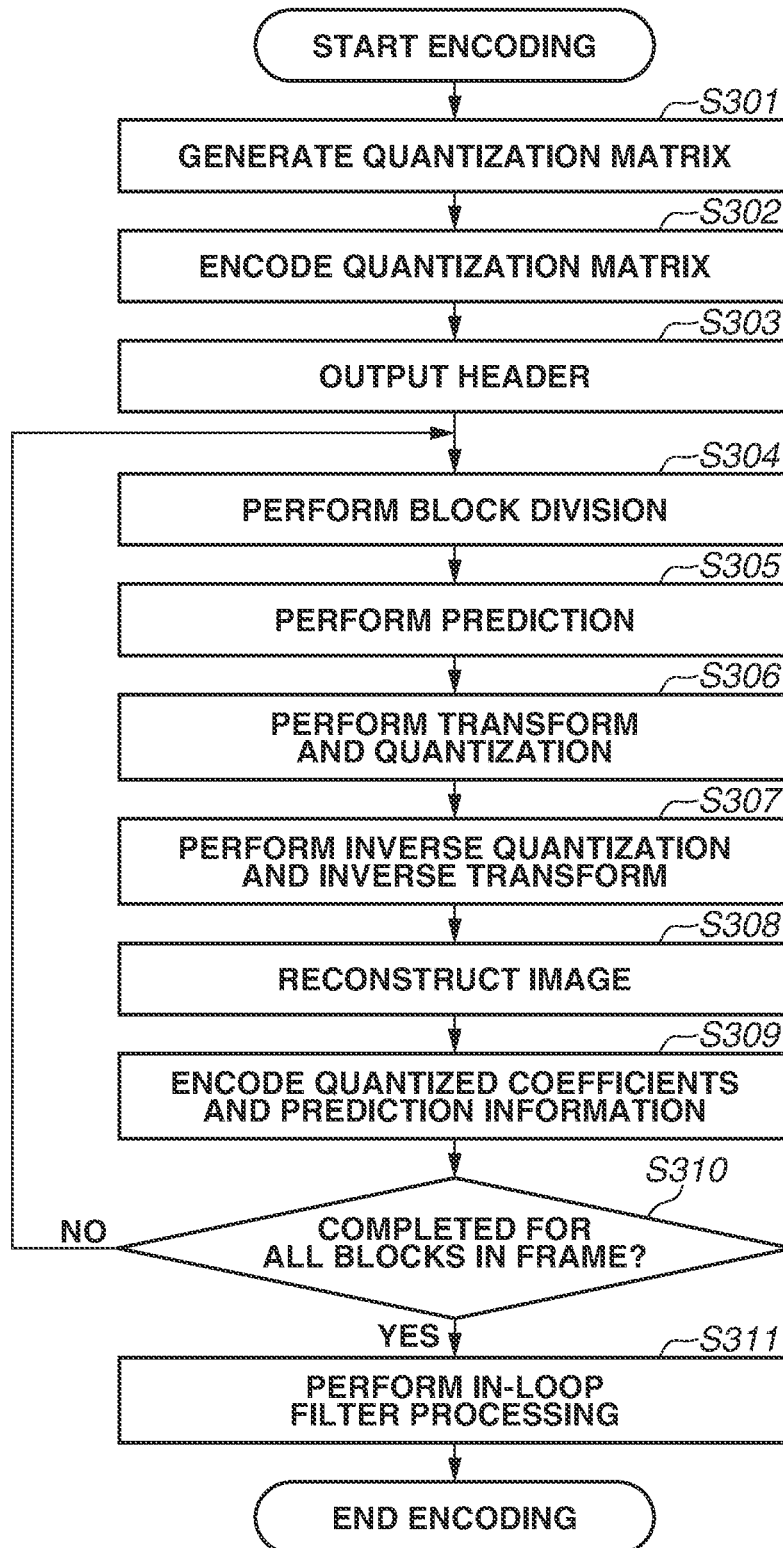 START ENCODING
S301
GENERATE QUANTIZATION MATRIX
S302
ENCODE QUANTIZATION MATRIX
S303
OUTPUT HEADER
S304
PERFORM BLOCK DIVISION
S305
PERFORM PREDICTION
S306
PERFORM TRANSFORM
AND QUANTIZATION
S307
PERFORM INVERSE QUANTIZATION
AND INVERSE TRANSFORM
S308
RECONSTRUCT IMAGE
S309
ENCODE QUANTIZED COEFFICIENTS
AND PREDICTION INFORMATION
S310
NO
COMPLETED FOR
ALL BLOCKS IN FRAME?
YES
S311
PERFORM IN-LOOP
FILTER PROCESSING
END ENCODING